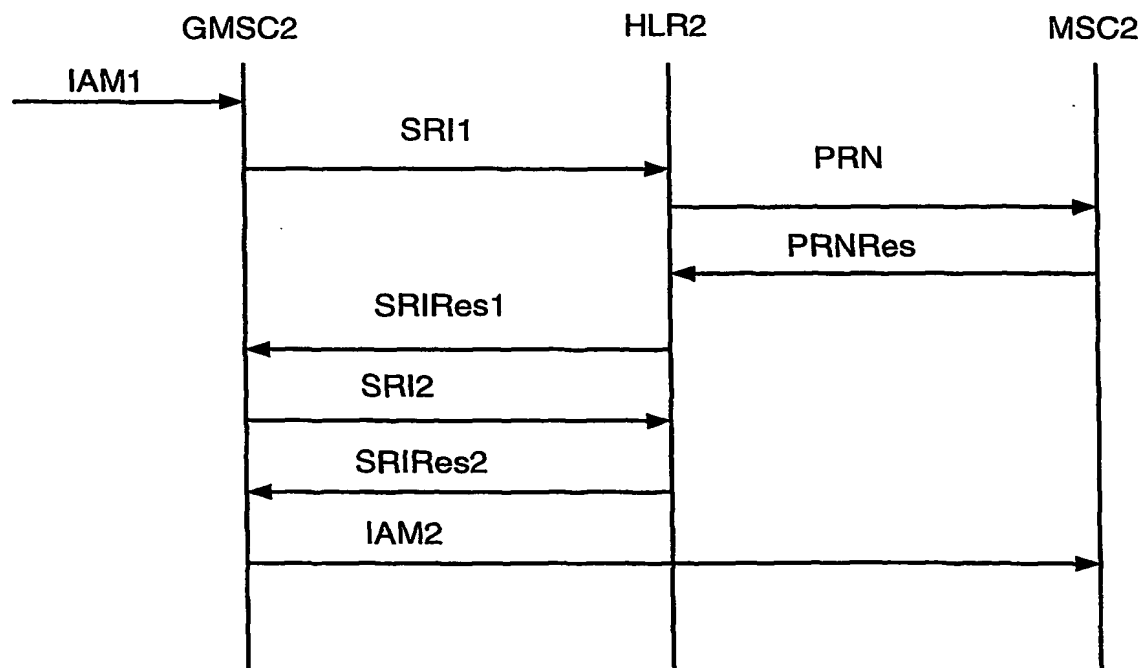 GMSC2
HLR2
MSC2
IAM1
SRI1
PRN
PRNRes
SRIRes1
SRI2
SRIRes2
IAM2